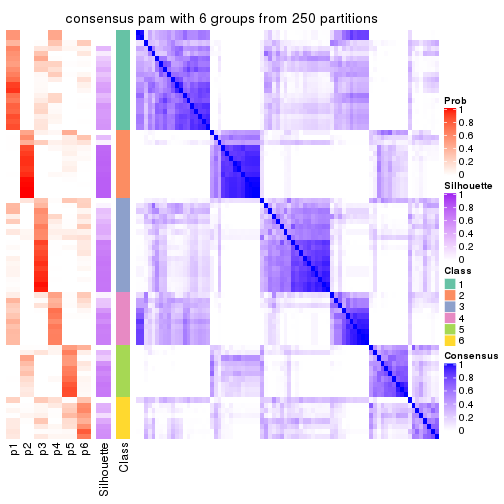 consensus pam with 6 groups from 250 partitions
Prob
1
0.8
0.6
0.4
0.2
0
Silhouette
1
0.8
0.6
0.4
0.2
0
Class
1
2
3
4
5
6
Consensus
1
0.8
0.6
0.4
0.2
0
p1
p2
p3
p4
p5
p6
Silhouette
Class